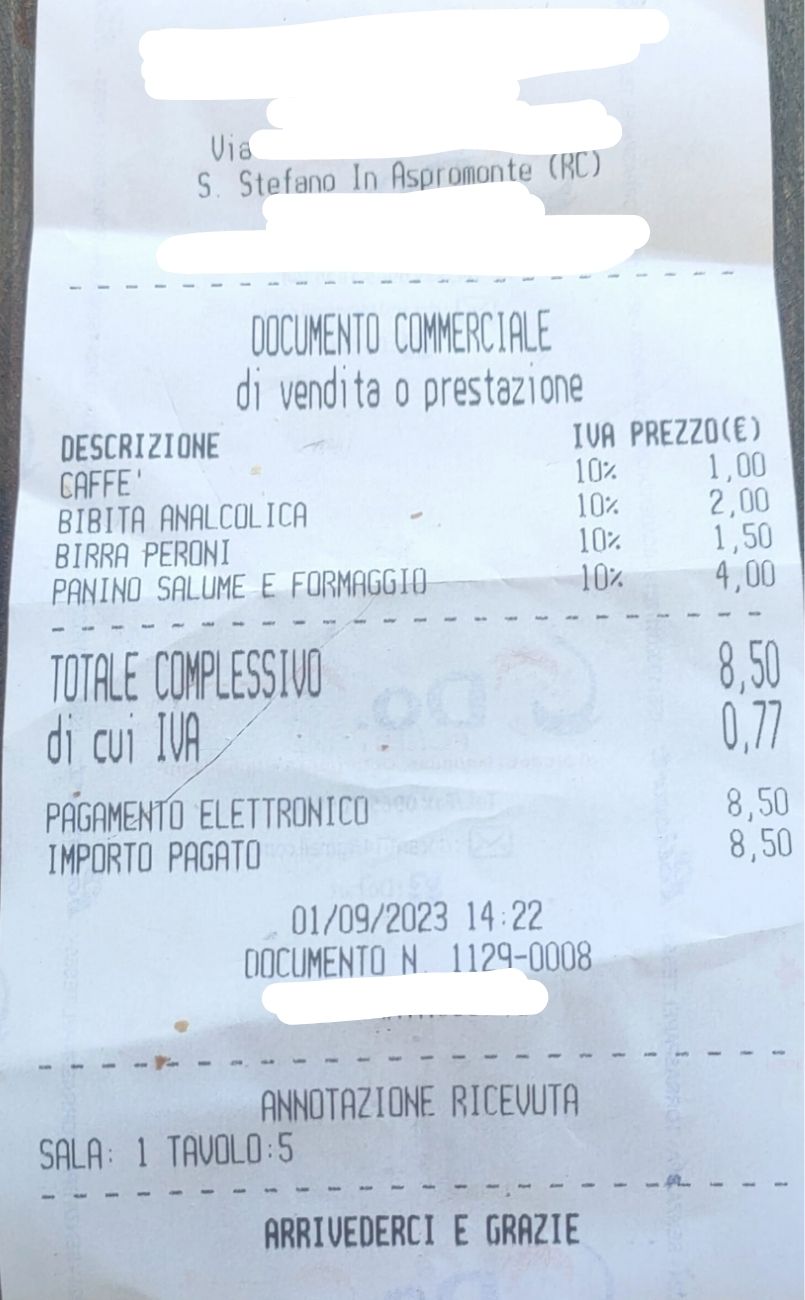 Via
S. Stefano In Aspromonte (RC)
DOCUMENTO COMMERCIALE
di vendita o prestazione
DESCRIZIONE IVA PREZZO(€)
CAFFE' 10% 1,00
BIBITA ANALCOLICA 10% 2,00
BIRRA PERONI 10% 1,50
PANINO SALUME E FORMAGGIO 10% 4,00
TOTALE COMPLESSIVO 8,50
di cui IVA 0,77
PAGAMENTO ELETTRONICO 8,50
IMPORTO PAGATO 8,50
01/09/2023 14:22
DOCUMENTO N. 1129-0008
ANNOTAZIONE RICEVUTA
SALA: 1 TAVOLO:5
ARRIVEDERCI E GRAZIE